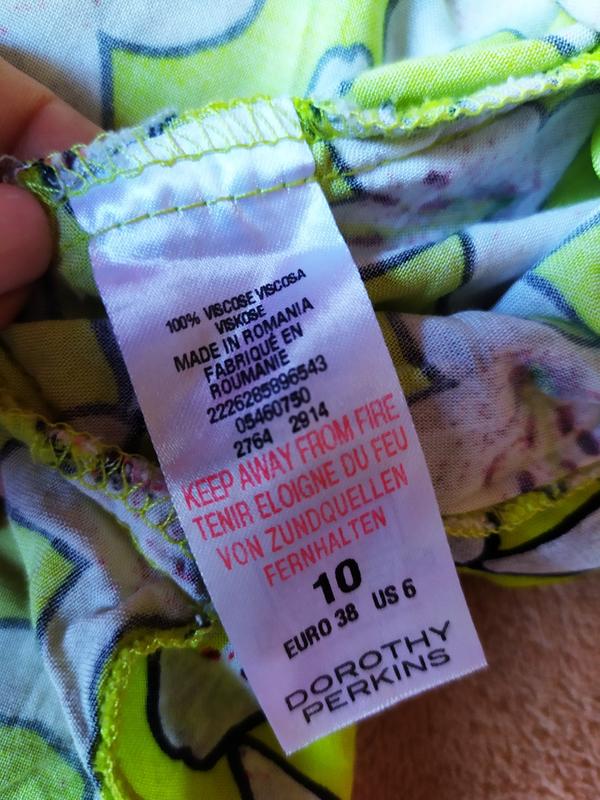 100% VISCOSE VISCOSA
VISKOSE
MADE IN ROMANIA
FABRIQUÉ EN
ROUMANIE
2226285896543
05460750
2764 2914
KEEP AWAY FROM FIRE
TENIR ELOIGNE DU FEU
VON ZUNDQUELLEN
FERNHALTEN
10
EURO 38 US 6
DOROTHY
PERKINS